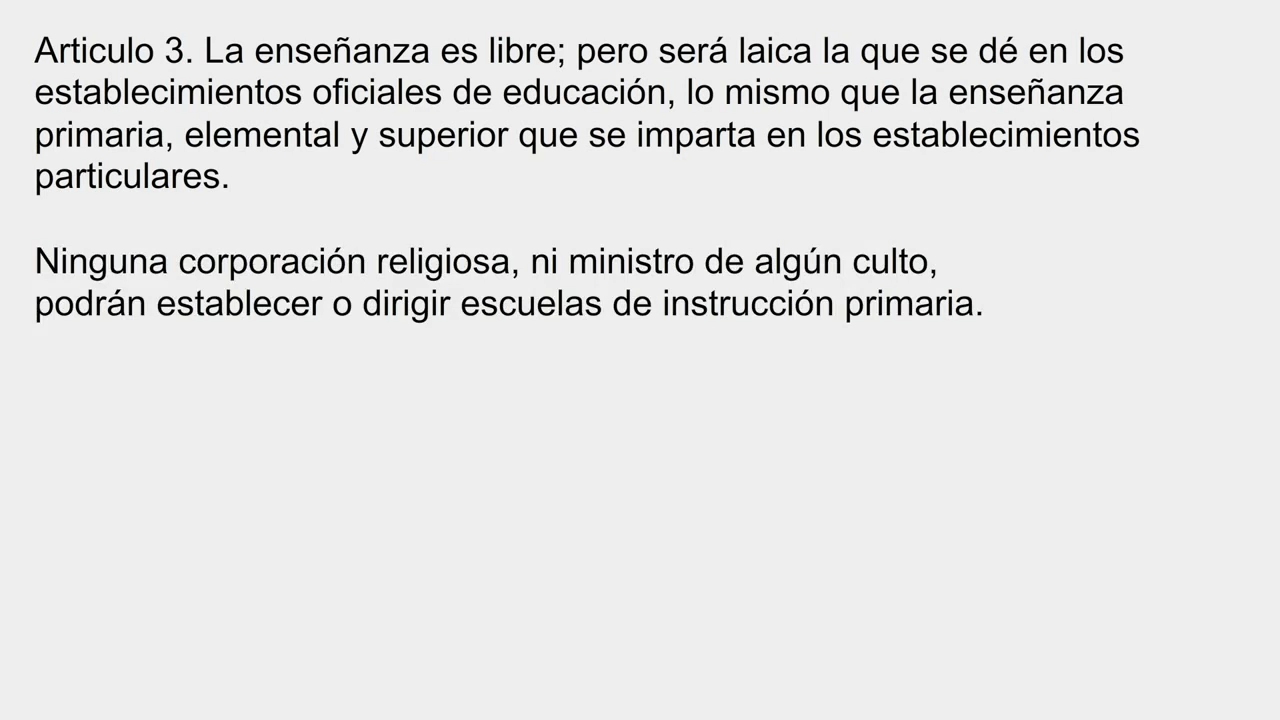 Articulo 3. La enseñanza es libre; pero será laica la que se dé en los
establecimientos oficiales de educación, lo mismo que la enseñanza
primaria, elemental y superior que se imparta en los establecimientos
particulares.
Ninguna corporación religiosa, ni ministro de algún culto,
podrán establecer o dirigir escuelas de instrucción primaria.